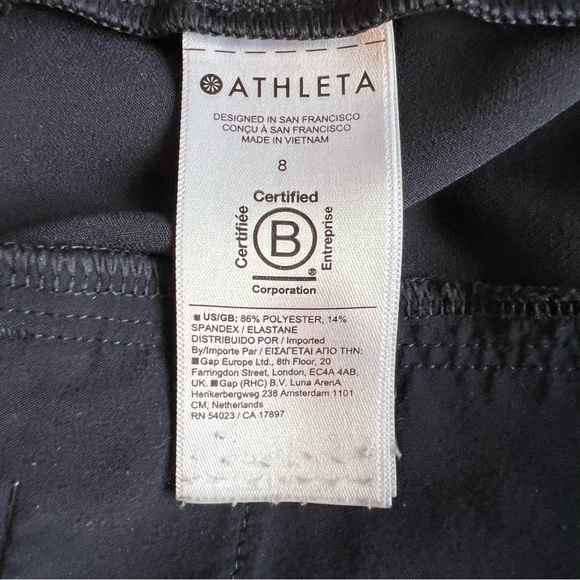 ATHLETA
DESIGNED IN SAN FRANCISCO
CONÇU À SAN FRANCISCO
MADE IN VIETNAM
8
Certified
Certifiée
B
Entreprise
®
Corporation
US/GB: 86% POLYESTER, 14%
SPANDEX / ELASTANE
DISTRIBUIDO POR / Imported
By/Importe Par / ΕΙΣΑΓΕΤΑΙ ΑΠΟ ΤΗΝ:
Gap Europe Ltd., 8th Floor, 20
Farringdon Street, London, EC4A 4AB,
UK. Gap (RHC) B.V. Luna ArenA
Herikerbergweg 238 Amsterdam 1101
CM, Netherlands
RN 54023 / CA 17897